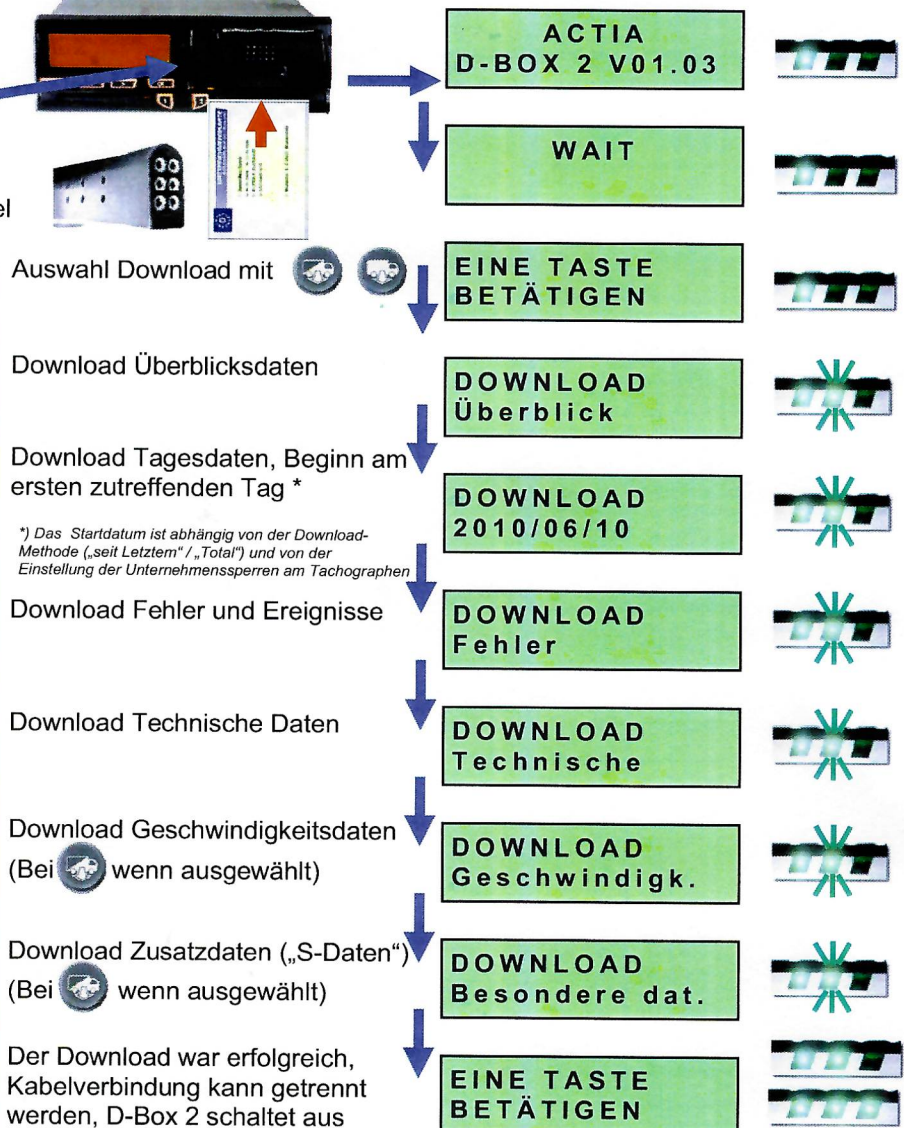 ACTIA
D-BOX 2 V01.03
WAIT
el
Auswahl Download mit
EINE TASTE
BETÄTIGEN
Download Überblicksdaten
DOWNLOAD
Überblick
Download Tagesdaten, Beginn am
ersten zutreffenden Tag *
*) Das Startdatum ist abhängig von der Download-
Methode („seit Letztem“ / „Total“) und von der
Einstellung der Unternehmenssperren am Tachographen
DOWNLOAD
2010/06/10
Download Fehler und Ereignisse
DOWNLOAD
Fehler
Download Technische Daten
DOWNLOAD
Technische
Download Geschwindigkeitsdaten
(Bei wenn ausgewählt)
DOWNLOAD
Geschwindigk.
Download Zusatzdaten („S-Daten“)
(Bei wenn ausgewählt)
DOWNLOAD
Besondere dat.
Der Download war erfolgreich,
Kabelverbindung kann getrennt
werden, D-Box 2 schaltet aus
EINE TASTE
BETÄTIGEN